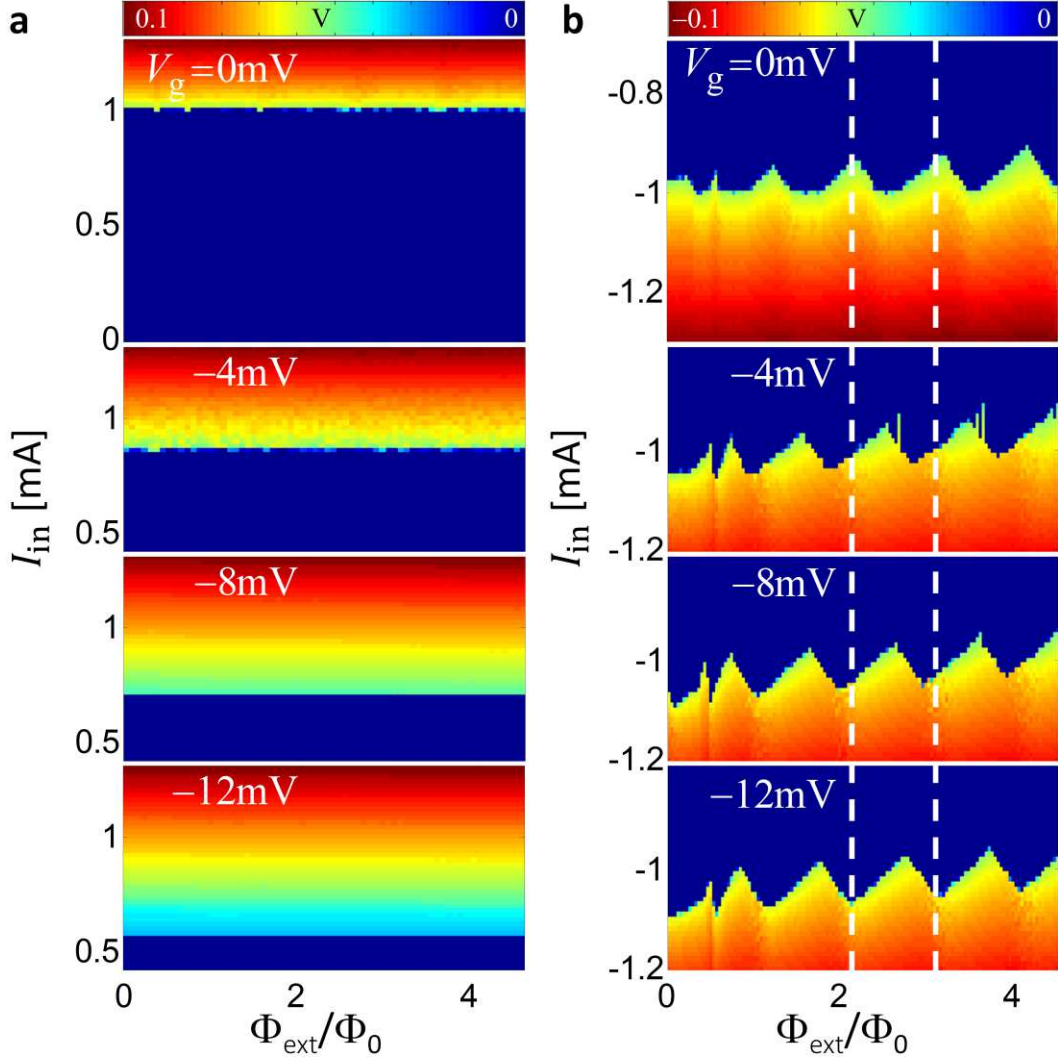 a
0.1 V 0
V_g=0mV
1
0.5
0
−4mV
1
0.5
−8mV
1
0.5
−12mV
1
0.5
I_in [mA]
0 2 4
Φ_ext/Φ_0
b
−0.1 V 0
V_g=0mV
-0.8
-1
-1.2
−4mV
-1
-1.2
−8mV
-1
-1.2
−12mV
-1
-1.2
I_in [mA]
0 2 4
Φ_ext/Φ_0